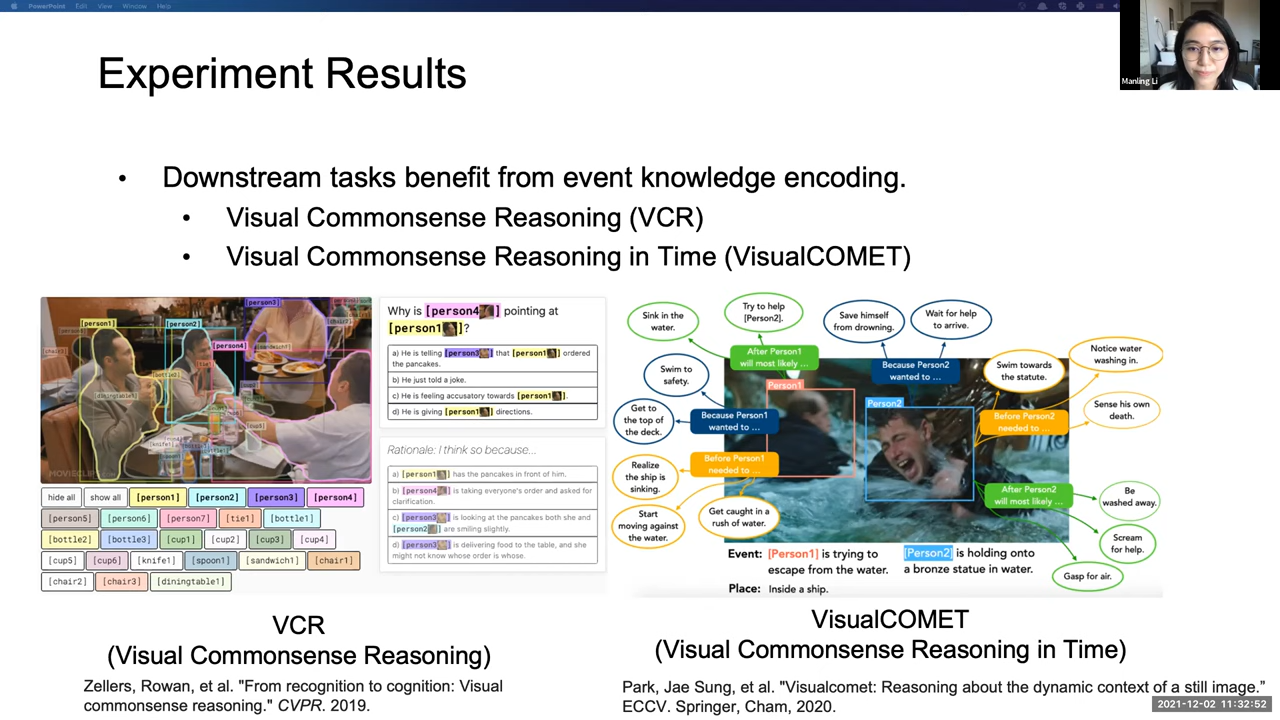 PowerPoint Edit View Window Help
Manling Li
Experiment Results
• Downstream tasks benefit from event knowledge encoding.
• Visual Commonsense Reasoning (VCR)
• Visual Commonsense Reasoning in Time (VisualCOMET)
[person1]
[person2]
[person3]
[person4]
MOVIECLIPS
hide all show all [person1] [person2] [person3] [person4]
[person5] [person6] [person7] [tie1] [bottle1]
[bottle2] [bottle3] [cup1] [cup2] [cup3] [cup4]
[cup5] [cup6] [knife1] [spoon1] [sandwich1] [chair1]
[chair2] [chair3] [diningtable1]
Why is [person4] pointing at
[person1]?
a) He is telling [person3] that [person1] ordered
the pancakes.
b) He just told a joke.
c) He is feeling accusatory towards [person1].
d) He is giving [person1] directions.
Rationale: I think so because...
a) [person1] has the pancakes in front of him.
b) [person4] is taking everyone's order and asked for
clarification.
c) [person3] is looking at the pancakes both she and
[person2] are smiling slightly.
d) [person3] is delivering food to the table, and she
might not know whose order is whose.
Sink in the
water.
Try to help
[Person2].
After Person1
will most likely ...
Save himself
from drowning.
Wait for help
to arrive.
Because Person2
wanted to ...
Swim to
safety.
Get to
the top of
the deck.
Because Person1
wanted to ...
Realize
the ship is
sinking.
Before Person1
needed to ...
Start
moving against
the water.
Get caught in a
rush of water.
Person1
Person2
Swim towards
the statute.
Notice water
washing in.
Sense his own
death.
Before Person2
needed to ...
After Person2
will most likely ...
Be
washed away.
Scream
for help.
Gasp for air.
Event: [Person1] is trying to
escape from the water.
[Person2] is holding onto
a bronze statue in water.
Place: Inside a ship.
VCR
(Visual Commonsense Reasoning)
Zellers, Rowan, et al. "From recognition to cognition: Visual
commonsense reasoning." CVPR. 2019.
VisualCOMET
(Visual Commonsense Reasoning in Time)
Park, Jae Sung, et al. "Visualcomet: Reasoning about the dynamic context of a still image.”
ECCV. Springer, Cham, 2020.
2021-12-02 11:32:52